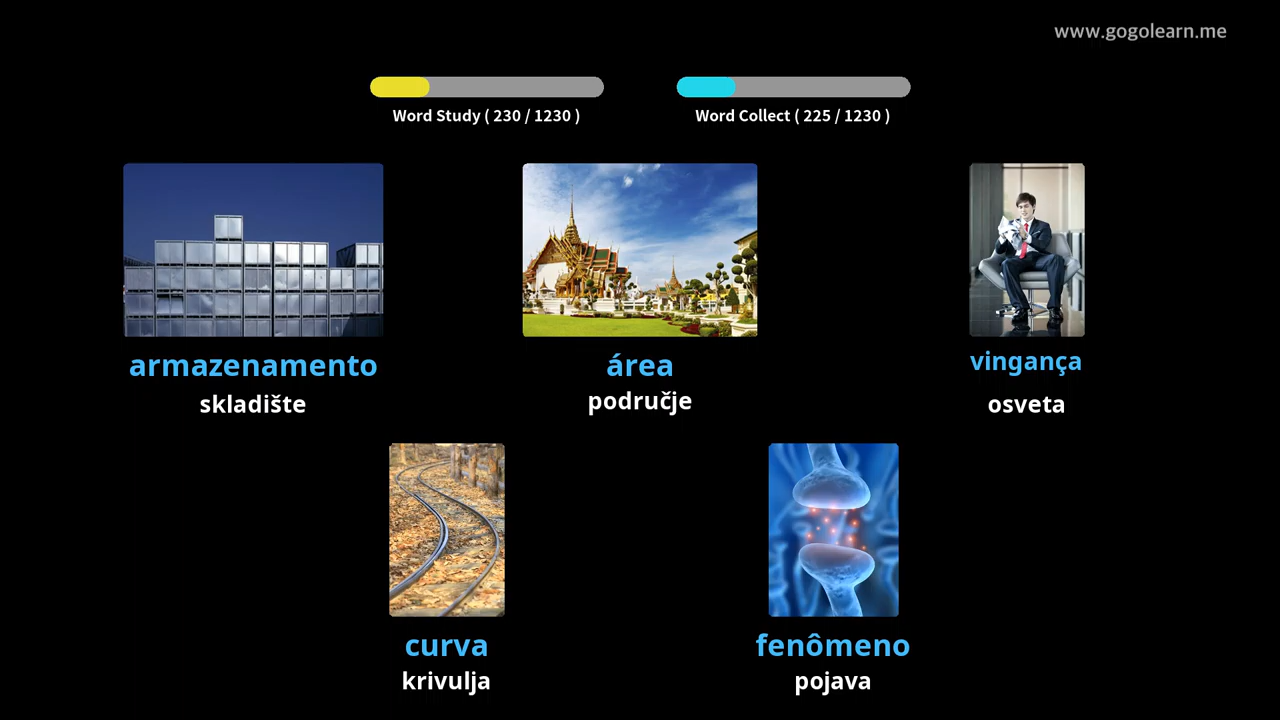 www.gogolearn.me
Word Study ( 230 / 1230 )
Word Collect ( 225 / 1230 )
armazenamento
skladište
área
područje
vingança
osveta
curva
krivulja
fenômeno
pojava